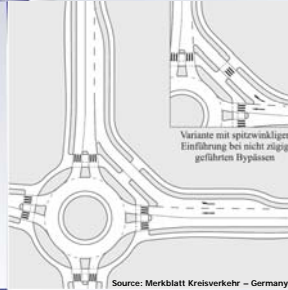 Variante mit spitzwinkliger
Einführung bei nicht zügig
geführten Bypässen
Source: Merkblatt Kreisverkehr – Germany